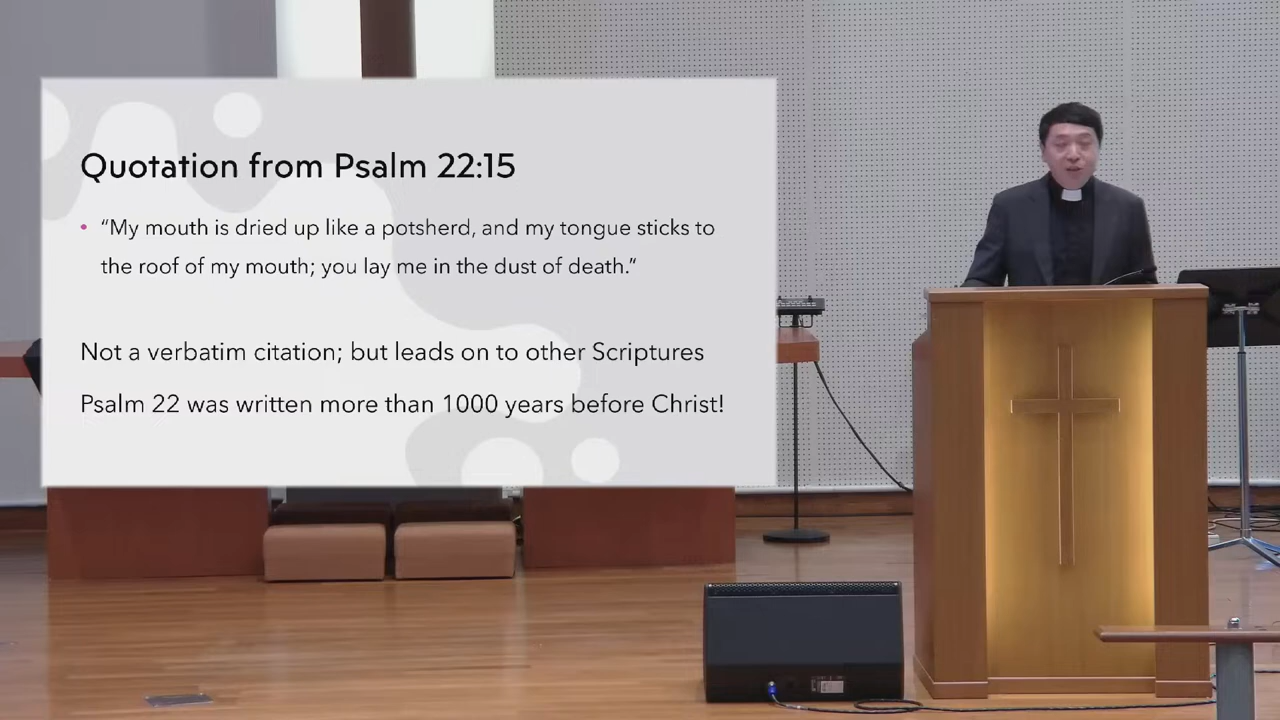 Quotation from Psalm 22:15
• “My mouth is dried up like a potsherd, and my tongue sticks to
the roof of my mouth; you lay me in the dust of death.”
Not a verbatim citation; but leads on to other Scriptures
Psalm 22 was written more than 1000 years before Christ!